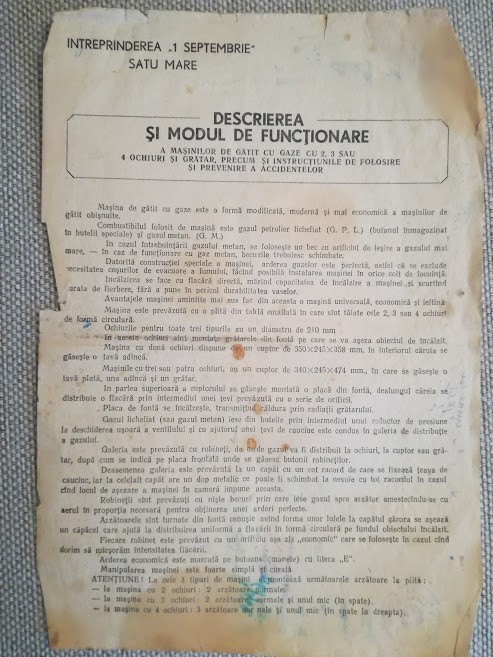 INTREPRINDEREA „1 SEPTEMBRIE"
SATU MARE
DESCRIEREA
ŞI MODUL DE FUNCŢIONARE
A MAŞINILOR DE GĂTIT CU GAZE CU 2, 3 SAU
4 OCHIURI ŞI GRĂTAR, PRECUM ŞI INSTRUCŢIUNILE DE FOLOSIRE
ŞI PREVENIRE A ACCIDENTELOR
Maşina de gătit cu gaze este o formă modificată, modernă şi mai economică a maşinilor de
gătit obişnuite.
Combustibilul folosit de maşină este gazul petrolier lichefiat (G. P. L.) (butanul înmagazinat
în butelii speciale) şi gazul metan. (G. M.)
In cazul întrebuinţării gazului metan, se foloseşte un bec cu orificiul de ieşire a gazului mai
mare, — în caz de funcţionare cu gaz metan, becurile trebuiesc schimbate.
Datorită construcţiei speciale a maşinei, arderea gazelor este perfectă, astfel că se exclude
necesitatea coşurilor de evacuare a fumului, făcînd posibilă instalarea maşinei în orice colţ de locuinţă.
Încălzirea se face cu flacără directă, mărind capacitatea de încălzire a maşinei şi scurtînd
durata de fierbere, fără a pune în pericol durabilitatea vaselor.
Avantajele maşinei amintite mai sus fac din aceasta o maşină universală, economică şi ieftină.
Maşina este prevăzută cu o plită din tablă emailată în care sînt tăiate cele 2, 3 sau 4 ochiuri
de formă circulară.
Ochiurile pentru toate trei tipurile au un diametru de 210 mm
In aceste ochiuri sînt montate grătarele din fontă pe care se va aşera obiectul de încălzit.
Maşina cu două ochiuri dispune de un cuptor de 350×245×358 mm, în interiorul căruia se
găseşte o tavă adîncă.
Maşinile cu trei sau patru ochiuri, au un cuptor de 340×245×474 mm., în care se găseşte o
tavă plată, una adîncă şi un grătar.
In partea superioară a cuptorului se găseşte montată o placă din fontă, dealungul căreia se
distribuie o flacără prin intermediul unei ţevi prevăzută cu o serie de orificii.
Placa de fontă se încălzeşte, transmiţînd căldura prin radiaţii grătarului.
Gazul lichefiat (sau gazul metan) iese din butelie prin intermediul unui reductor de presiune
la deschiderea uşoară a ventilului şi cu ajutorul unei ţevi de cauciuc este condus în galeria de distribuţie
a gazului.
Galeria este prevăzută cu robineţi, de unde gazul va fi distribuit la ochiuri, la cuptor sau gră-
tar, după cum se indică pe placa frontală unde se găsesc butonii robineţilor.
Deasemenea galeria este prevăzută la un capăt cu un cot racord de care se fixează ţeava de
cauciuc, iar la celelalt capăt are un dop metalic ce poate fi schimbat la nevoie cu tot racordul în cazul
cînd locul de aşezare a maşinei în cameră impune aceasta.
Robineţii sînt prevăzuţi cu nişte becuri prin care iese gazul spre arzător amestecîndu-se cu
aerul în proporţia necesară pentru obţinerea unei arderi perfecte.
Arzătoarele sînt turnate din fontă cenuşie avînd forma unor lulele la capătul cărora se aşează
un căpăcel care ajută la distribuirea uniformă a flacării în formă circulară pe fundul obiectului încălzit.
Fiecare robinet este prevăzut cu un orificiu aşa zis „economic" care se foloseşte în cazul cînd
dorim să micşorăm intensitatea flăcării.
Arderea economică este marcată pe butoane (manete) cu litera „E".
Manipularea maşinei este foarte simplă şi curată
ATENŢIUNE! La cele 3 tipuri de maşini se montează următoarele arzătoare la plită:
— la maşina cu 2 ochiuri: 2 arzătoare normale.
— la maşina cu 3 ochiuri: 2 arzătoare normale şi unul mic (în spate).
— la maşina cu 4 ochiuri: 3 arzătoare normale şi unul mic (în spate la dreapta).